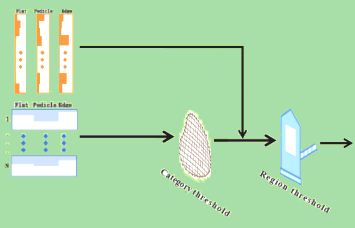 Flat Pedicle Edge
Flat Pedicle Edge
1
N
Category threshold
Region threshold